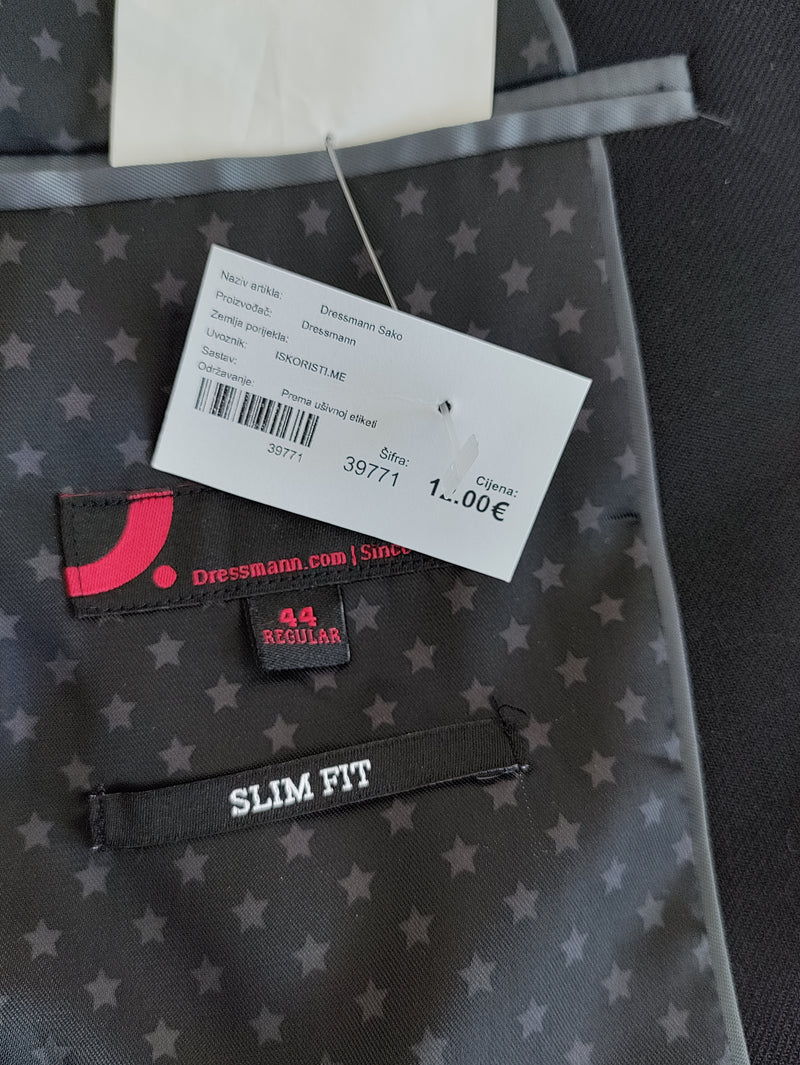 Naziv artikla: Dressmann Sako
Proizvođač: Dressmann
Zemlja porijekla:
Uvoznik: ISKORISTI.ME
Sastav:
Održavanje: Prema ušivnoj etiketi
39771
Šifra:
39771
Cijena:
Dressmann.com | Since
44
REGULAR
SLIM FIT